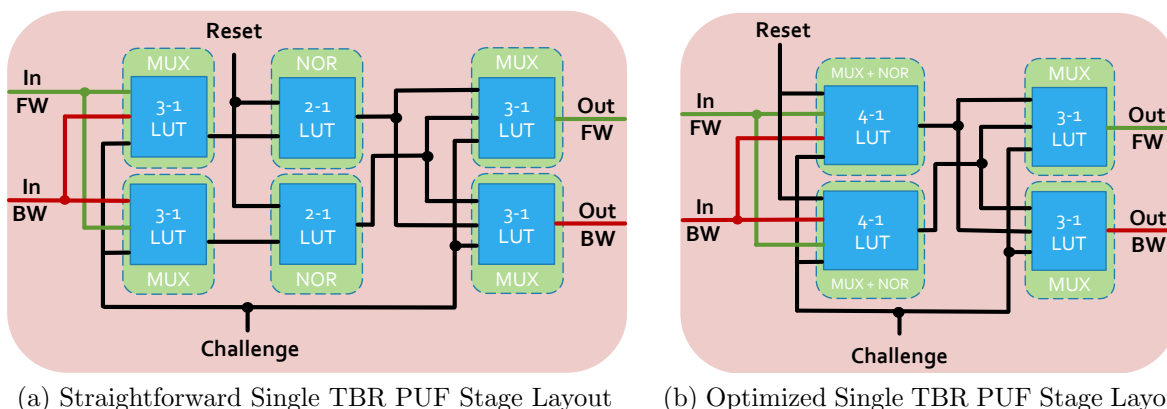 Reset
MUX
NOR
MUX
In
FW
3-1
LUT
2-1
LUT
3-1
LUT
Out
FW
In
BW
3-1
LUT
2-1
LUT
3-1
LUT
Out
BW
MUX
NOR
MUX
Challenge
(a) Straightforward Single TBR PUF Stage Layout
Reset
MUX + NOR
MUX
In
FW
4-1
LUT
3-1
LUT
Out
FW
In
BW
4-1
LUT
3-1
LUT
Out
BW
MUX + NOR
MUX
Challenge
(b) Optimized Single TBR PUF Stage Layo